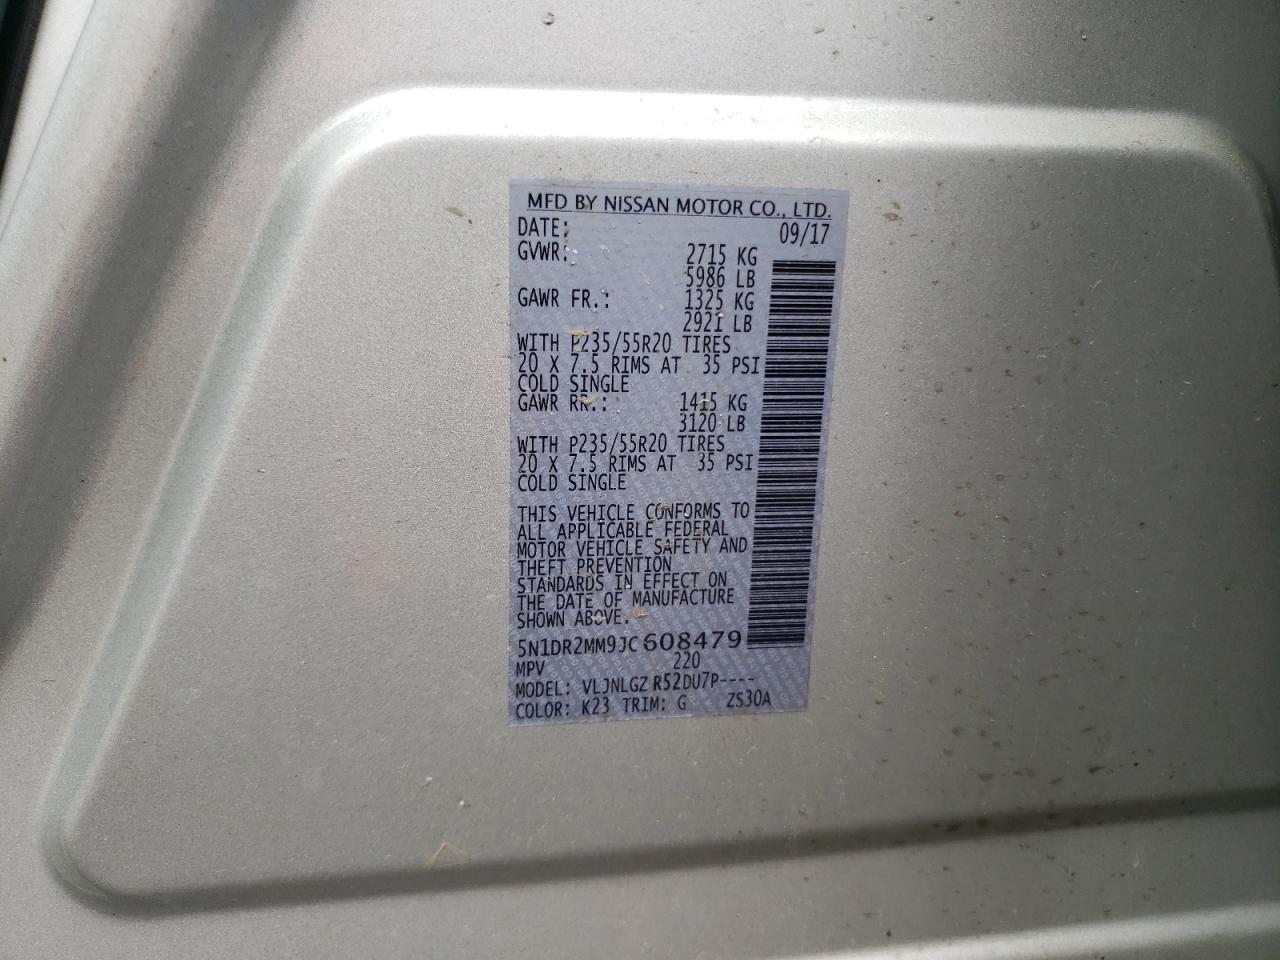 MFD BY NISSAN MOTOR CO., LTD.
DATE: 09/17
GVWR: 2715 KG
5986 LB
GAWR FR.: 1325 KG
2921 LB
WITH P235/55R20 TIRES
20 X 7.5 RIMS AT 35 PSI
COLD SINGLE
GAWR RR.: 1415 KG
3120 LB
WITH P235/55R20 TIRES
20 X 7.5 RIMS AT 35 PSI
COLD SINGLE
THIS VEHICLE CONFORMS TO
ALL APPLICABLE FEDERAL
MOTOR VEHICLE SAFETY AND
THEFT PREVENTION
STANDARDS IN EFFECT ON
THE DATE OF MANUFACTURE
SHOWN ABOVE.
5N1DR2MM9JC608479
MPV 220
MODEL: VLJNLGZ R52DU7P----
COLOR: K23 TRIM: G ZS30A